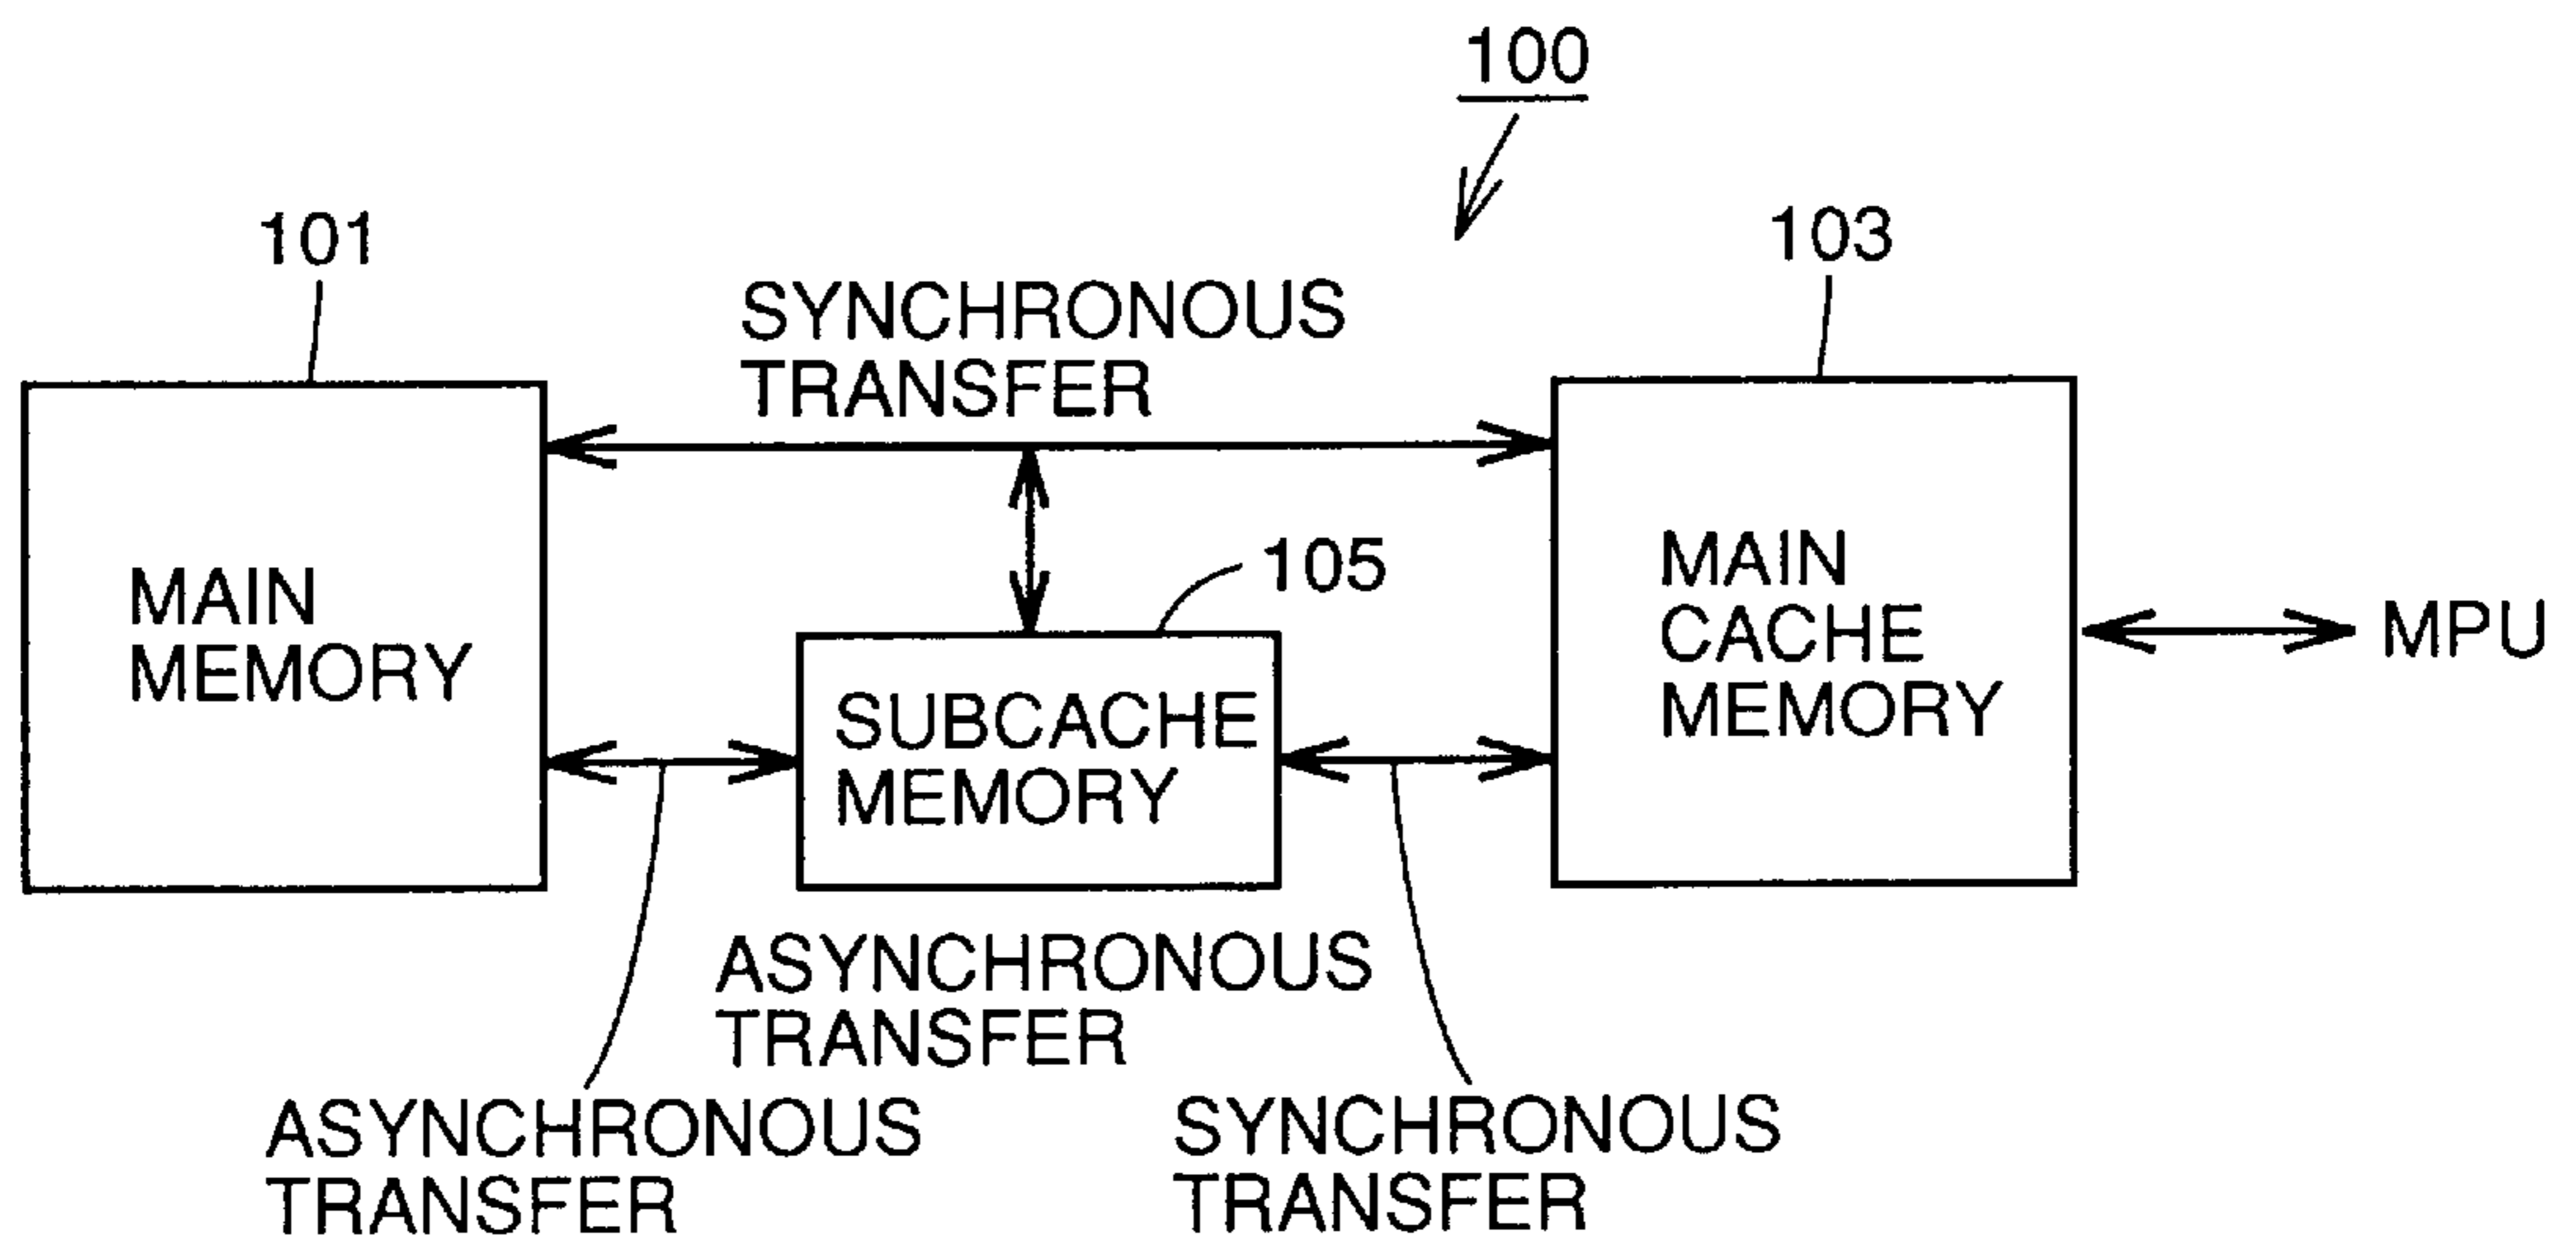 100
101
103
SYNCHRONOUS
TRANSFER
105
MAIN
MEMORY
SUBCACHE
MEMORY
MAIN
CACHE
MEMORY
MPU
ASYNCHRONOUS
TRANSFER
ASYNCHRONOUS
TRANSFER
SYNCHRONOUS
TRANSFER